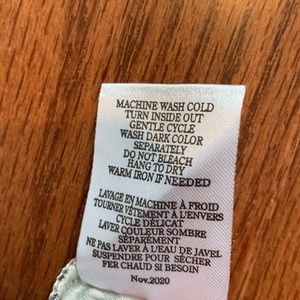 MACHINE WASH COLD
TURN INSIDE OUT
GENTLE CYCLE
WASH DARK COLOR
SEPARATELY
DO NOT BLEACH
HANG TO DRY
WARM IRON IF NEEDED
LAVAGE EN MACHINE À FROID
TOURNER VÊTEMENT À L'ENVERS
CYCLE DÉLICAT
LAVER COULEUR SOMBRE
SÉPARÉMENT
NE PAS LAVER À L'EAU DE JAVEL
SUSPENDRE POUR SÉCHER
FER CHAUD SI BESOIN
Nov.2020